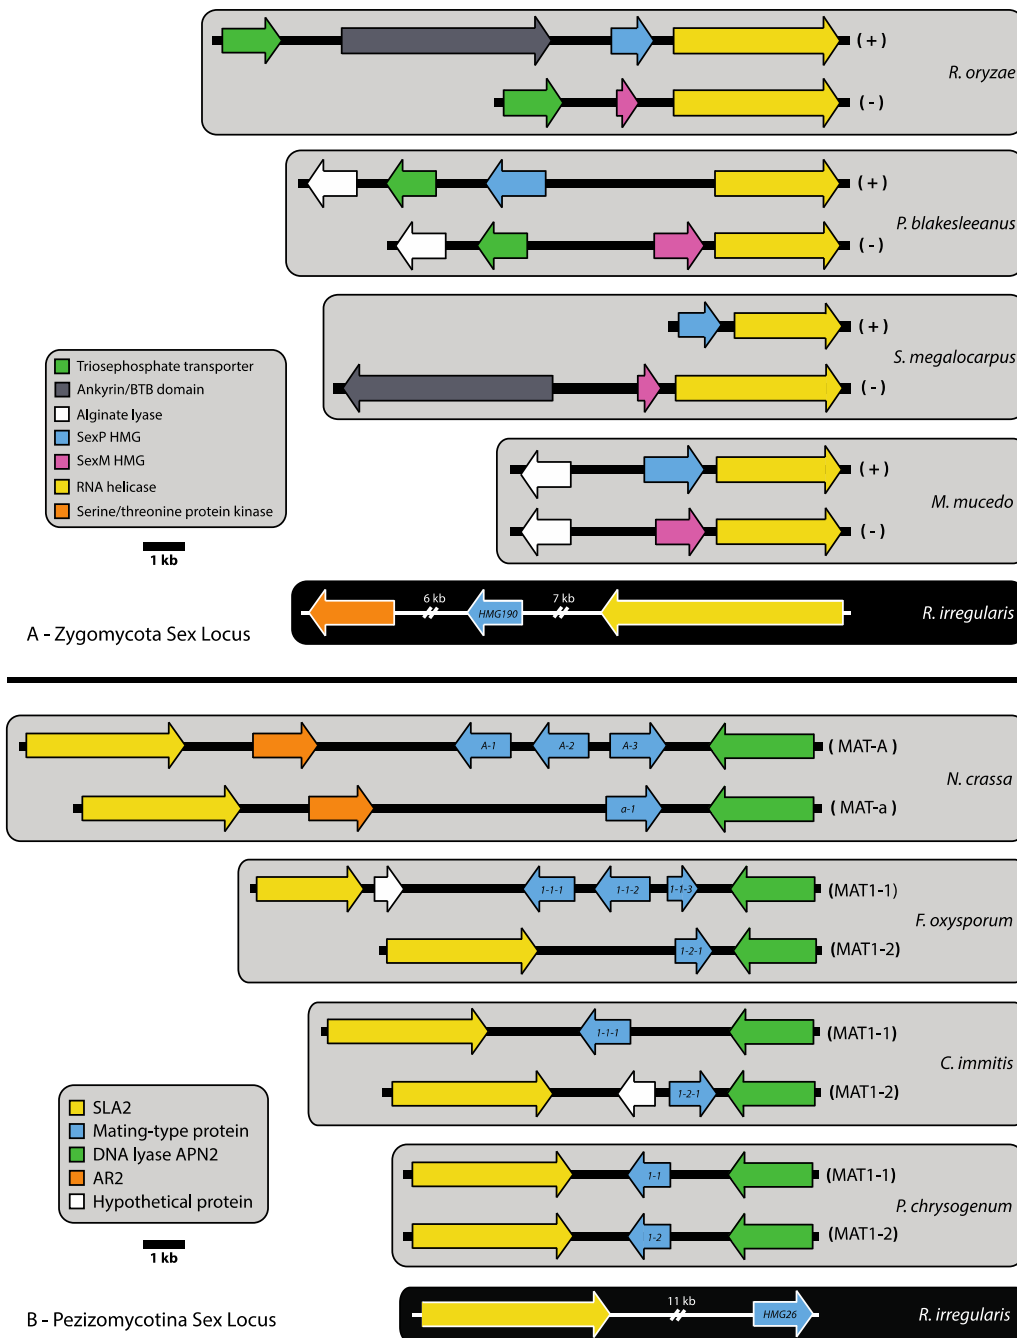 (+)
R. oryzae
(-)
(+)
P. blakesleeanus
(-)
(+)
S. megalocarpus
(-)
Triosephosphate transporter
Ankyrin/BTB domain
Alginate lyase
SexP HMG
SexM HMG
RNA helicase
Serine/threonine protein kinase
1 kb
(+)
M. mucedo
(-)
6 kb
7 kb
HMG190
R. irregularis
A - Zygomycota Sex Locus
A-1
A-2
A-3
(MAT-A)
N. crassa
a-1
(MAT-a)
1-1-1
1-1-2
1-1-3
(MAT1-1)
F. oxysporum
1-2-1
(MAT1-2)
1-1-1
(MAT1-1)
C. immitis
1-2-1
(MAT1-2)
SLA2
Mating-type protein
DNA lyase APN2
AR2
Hypothetical protein
1 kb
1-1
(MAT1-1)
P. chrysogenum
1-2
(MAT1-2)
11 kb
HMG26
R. irregularis
B - Pezizomycotina Sex Locus